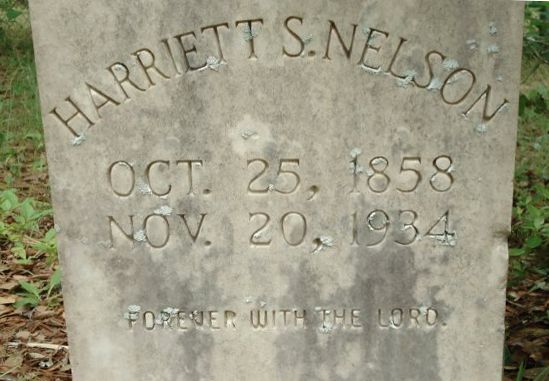 HARRIETT S. NELSON
OCT. 25, 1858
NOV. 20, 1934
FOREVER WITH THE LORD.